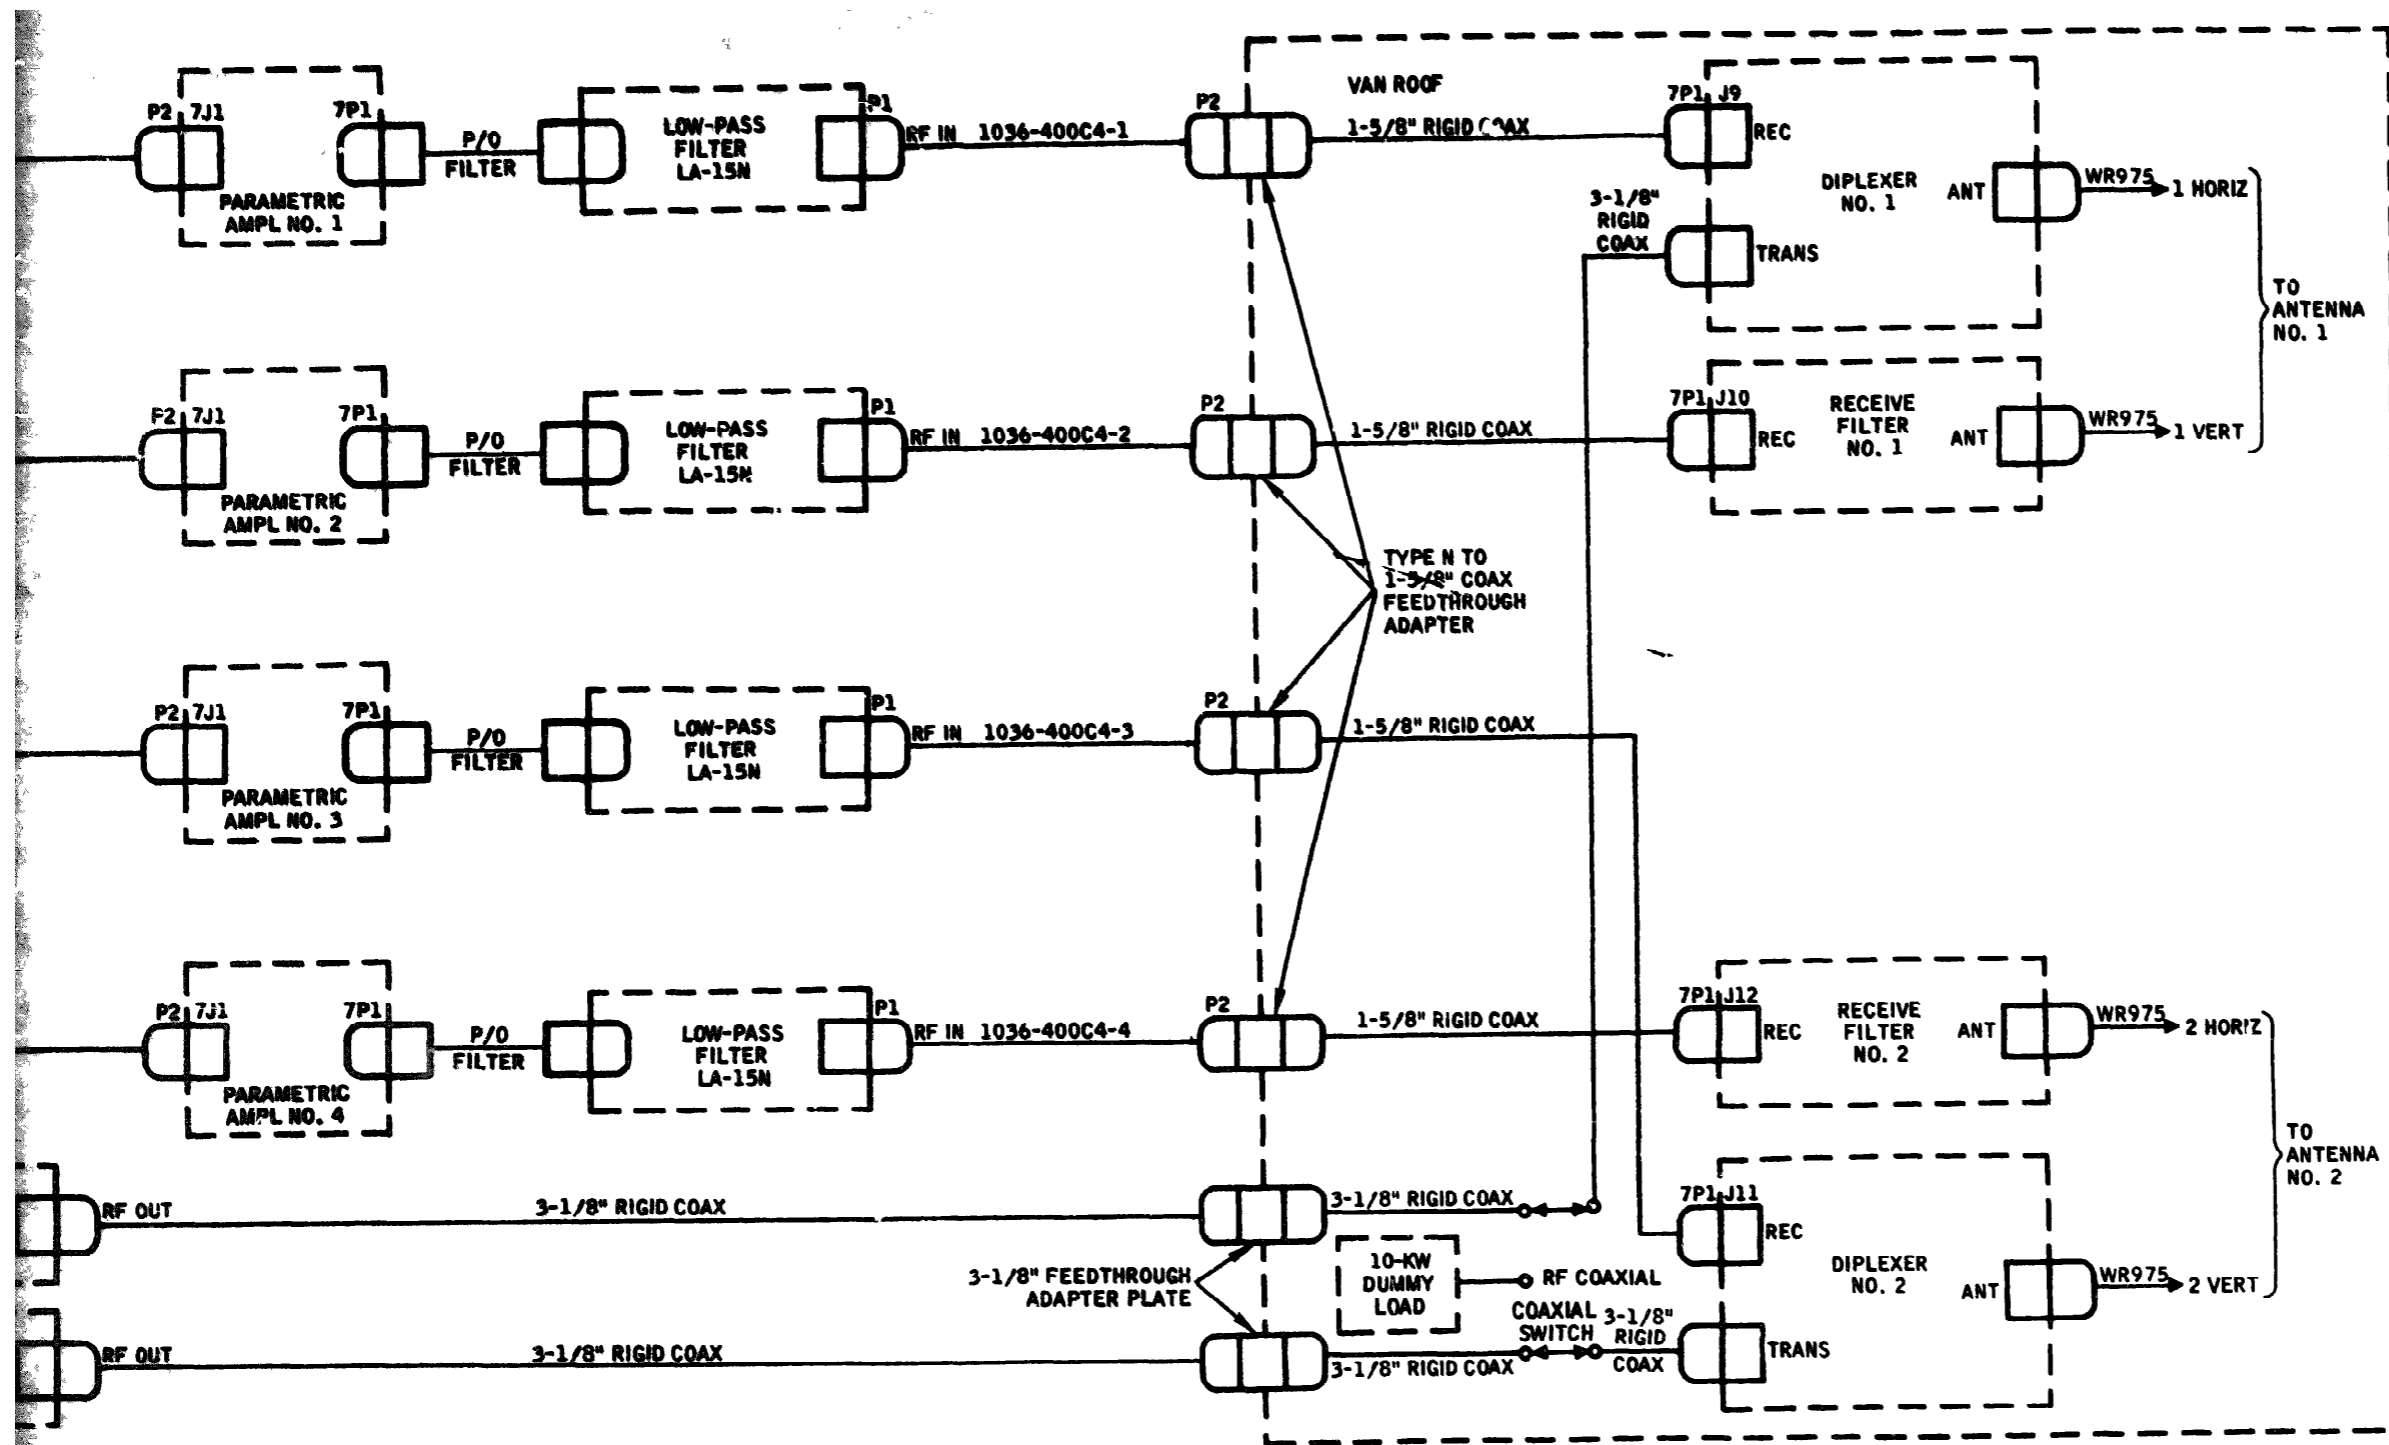 VAN ROOF
P2 7J1
7P1
P/O
FILTER
PARAMETRIC
AMPL NO. 1
LOW-PASS
FILTER
LA-15N
P1
RF IN 1036-400C4-1
P2
1-5/8" RIGID COAX
7P1 J9
REC
3-1/8"
RIGID
COAX
TRANS
DIPLEXER
NO. 1
ANT
WR975
1 HORIZ
TO
ANTENNA
NO. 1
P2 7J1
7P1
P/O
FILTER
PARAMETRIC
AMPL NO. 2
LOW-PASS
FILTER
LA-15N
P1
RF IN 1036-400C4-2
P2
1-5/8" RIGID COAX
7P1 J10
REC
RECEIVE
FILTER
NO. 1
ANT
WR975
1 VERT
TYPE N TO
1-5/8" COAX
FEEDTHROUGH
ADAPTER
P2 7J1
7P1
P/O
FILTER
PARAMETRIC
AMPL NO. 3
LOW-PASS
FILTER
LA-15N
P1
RF IN 1036-400C4-3
P2
1-5/8" RIGID COAX
P2 7J1
7P1
P/O
FILTER
PARAMETRIC
AMPL NO. 4
LOW-PASS
FILTER
LA-15N
P1
RF IN 1036-400C4-4
P2
1-5/8" RIGID COAX
7P1 J12
REC
RECEIVE
FILTER
NO. 2
ANT
WR975
2 HORIZ
TO
ANTENNA
NO. 2
RF OUT
3-1/8" RIGID COAX
3-1/8" RIGID COAX
7P1 J11
REC
DIPLEXER
NO. 2
ANT
WR975
2 VERT
3-1/8" FEEDTHROUGH
ADAPTER PLATE
10-KW
DUMMY
LOAD
RF COAXIAL
COAXIAL
SWITCH
3-1/8"
RIGID
COAX
TRANS
RF OUT
3-1/8" RIGID COAX
3-1/8" RIGID COAX